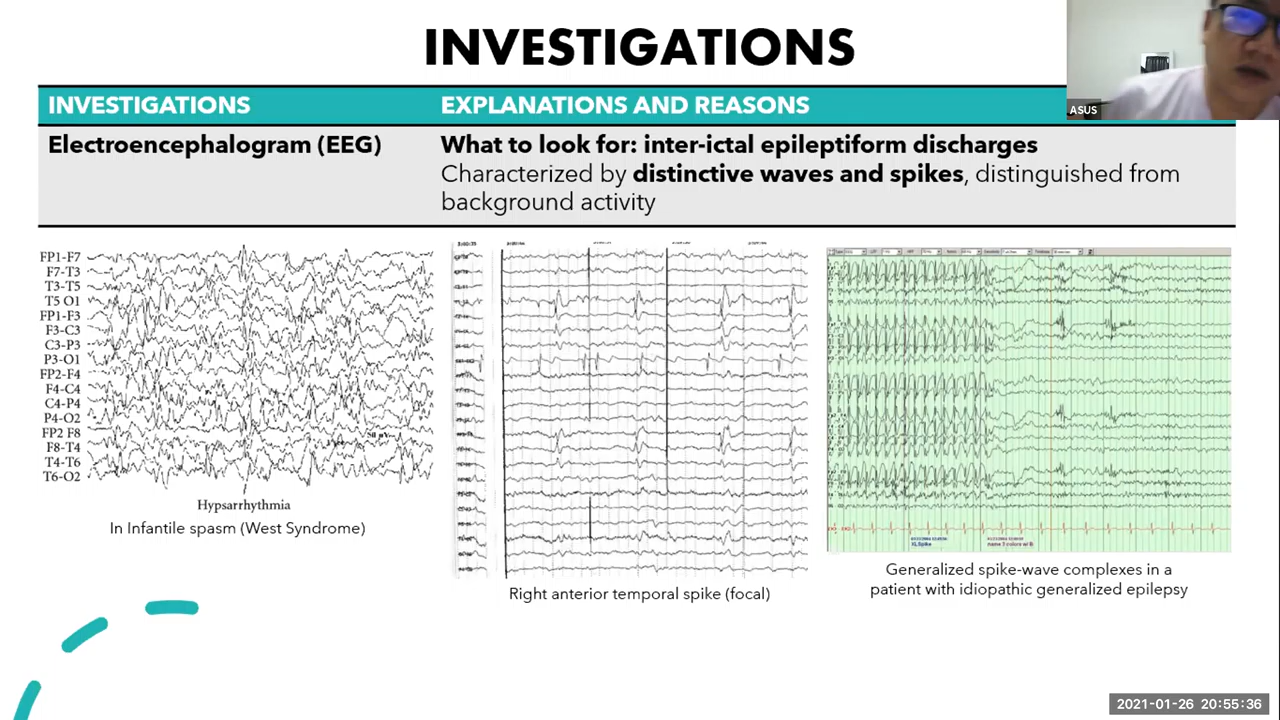 INVESTIGATIONS
ASUS
INVESTIGATIONS
EXPLANATIONS AND REASONS
Electroencephalogram (EEG)
What to look for: inter-ictal epileptiform discharges
Characterized by distinctive waves and spikes, distinguished from
background activity
FP1-F7
F7-T3
T3-T5
T5 O1
FP1-F3
F3-C3
C3-P3
P3-O1
FP2-F4
F4-C4
C4-P4
P4-O2
FP2 F8
F8-T4
T4-T6
T6-O2
Hypsarrhythmia
In Infantile spasm (West Syndrome)
Right anterior temporal spike (focal)
XL Spike
Generalized spike-wave complexes in a
patient with idiopathic generalized epilepsy
2021-01-26 20:55:36